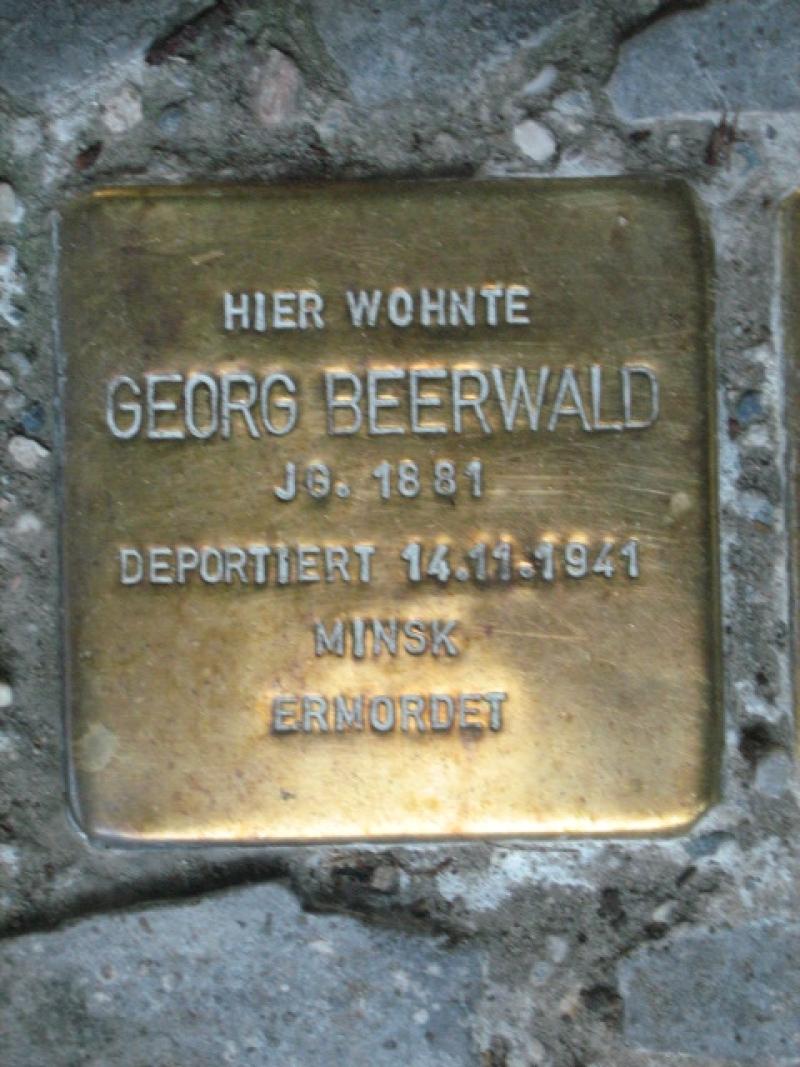 HIER WOHNTE
GEORG BEERWALD
JG. 1881
DEPORTIERT 14.11.1941
MINSK
ERMORDET